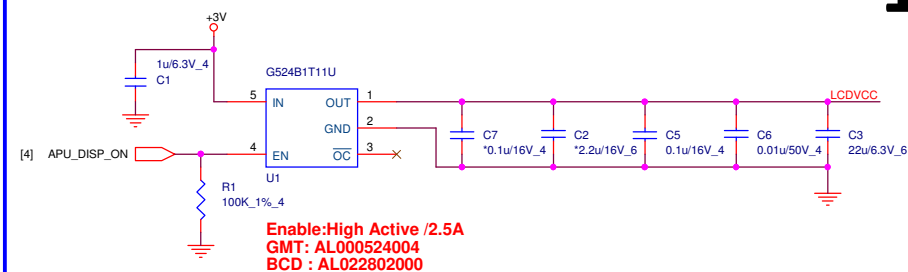 +3V
1u/6.3V_4
C1
G524B1T11U
5 IN OUT 1
GND 2
[4] APU_DISP_ON 4 EN OC 3
U1
R1
100K_1%_4
LCDVCC
C7
*0.1u/16V_4
C2
*2.2u/16V_6
C5
0.1u/16V_4
C6
0.01u/50V_4
C3
22u/6.3V_6
Enable:High Active /2.5A
GMT: AL000524004
BCD : AL022802000